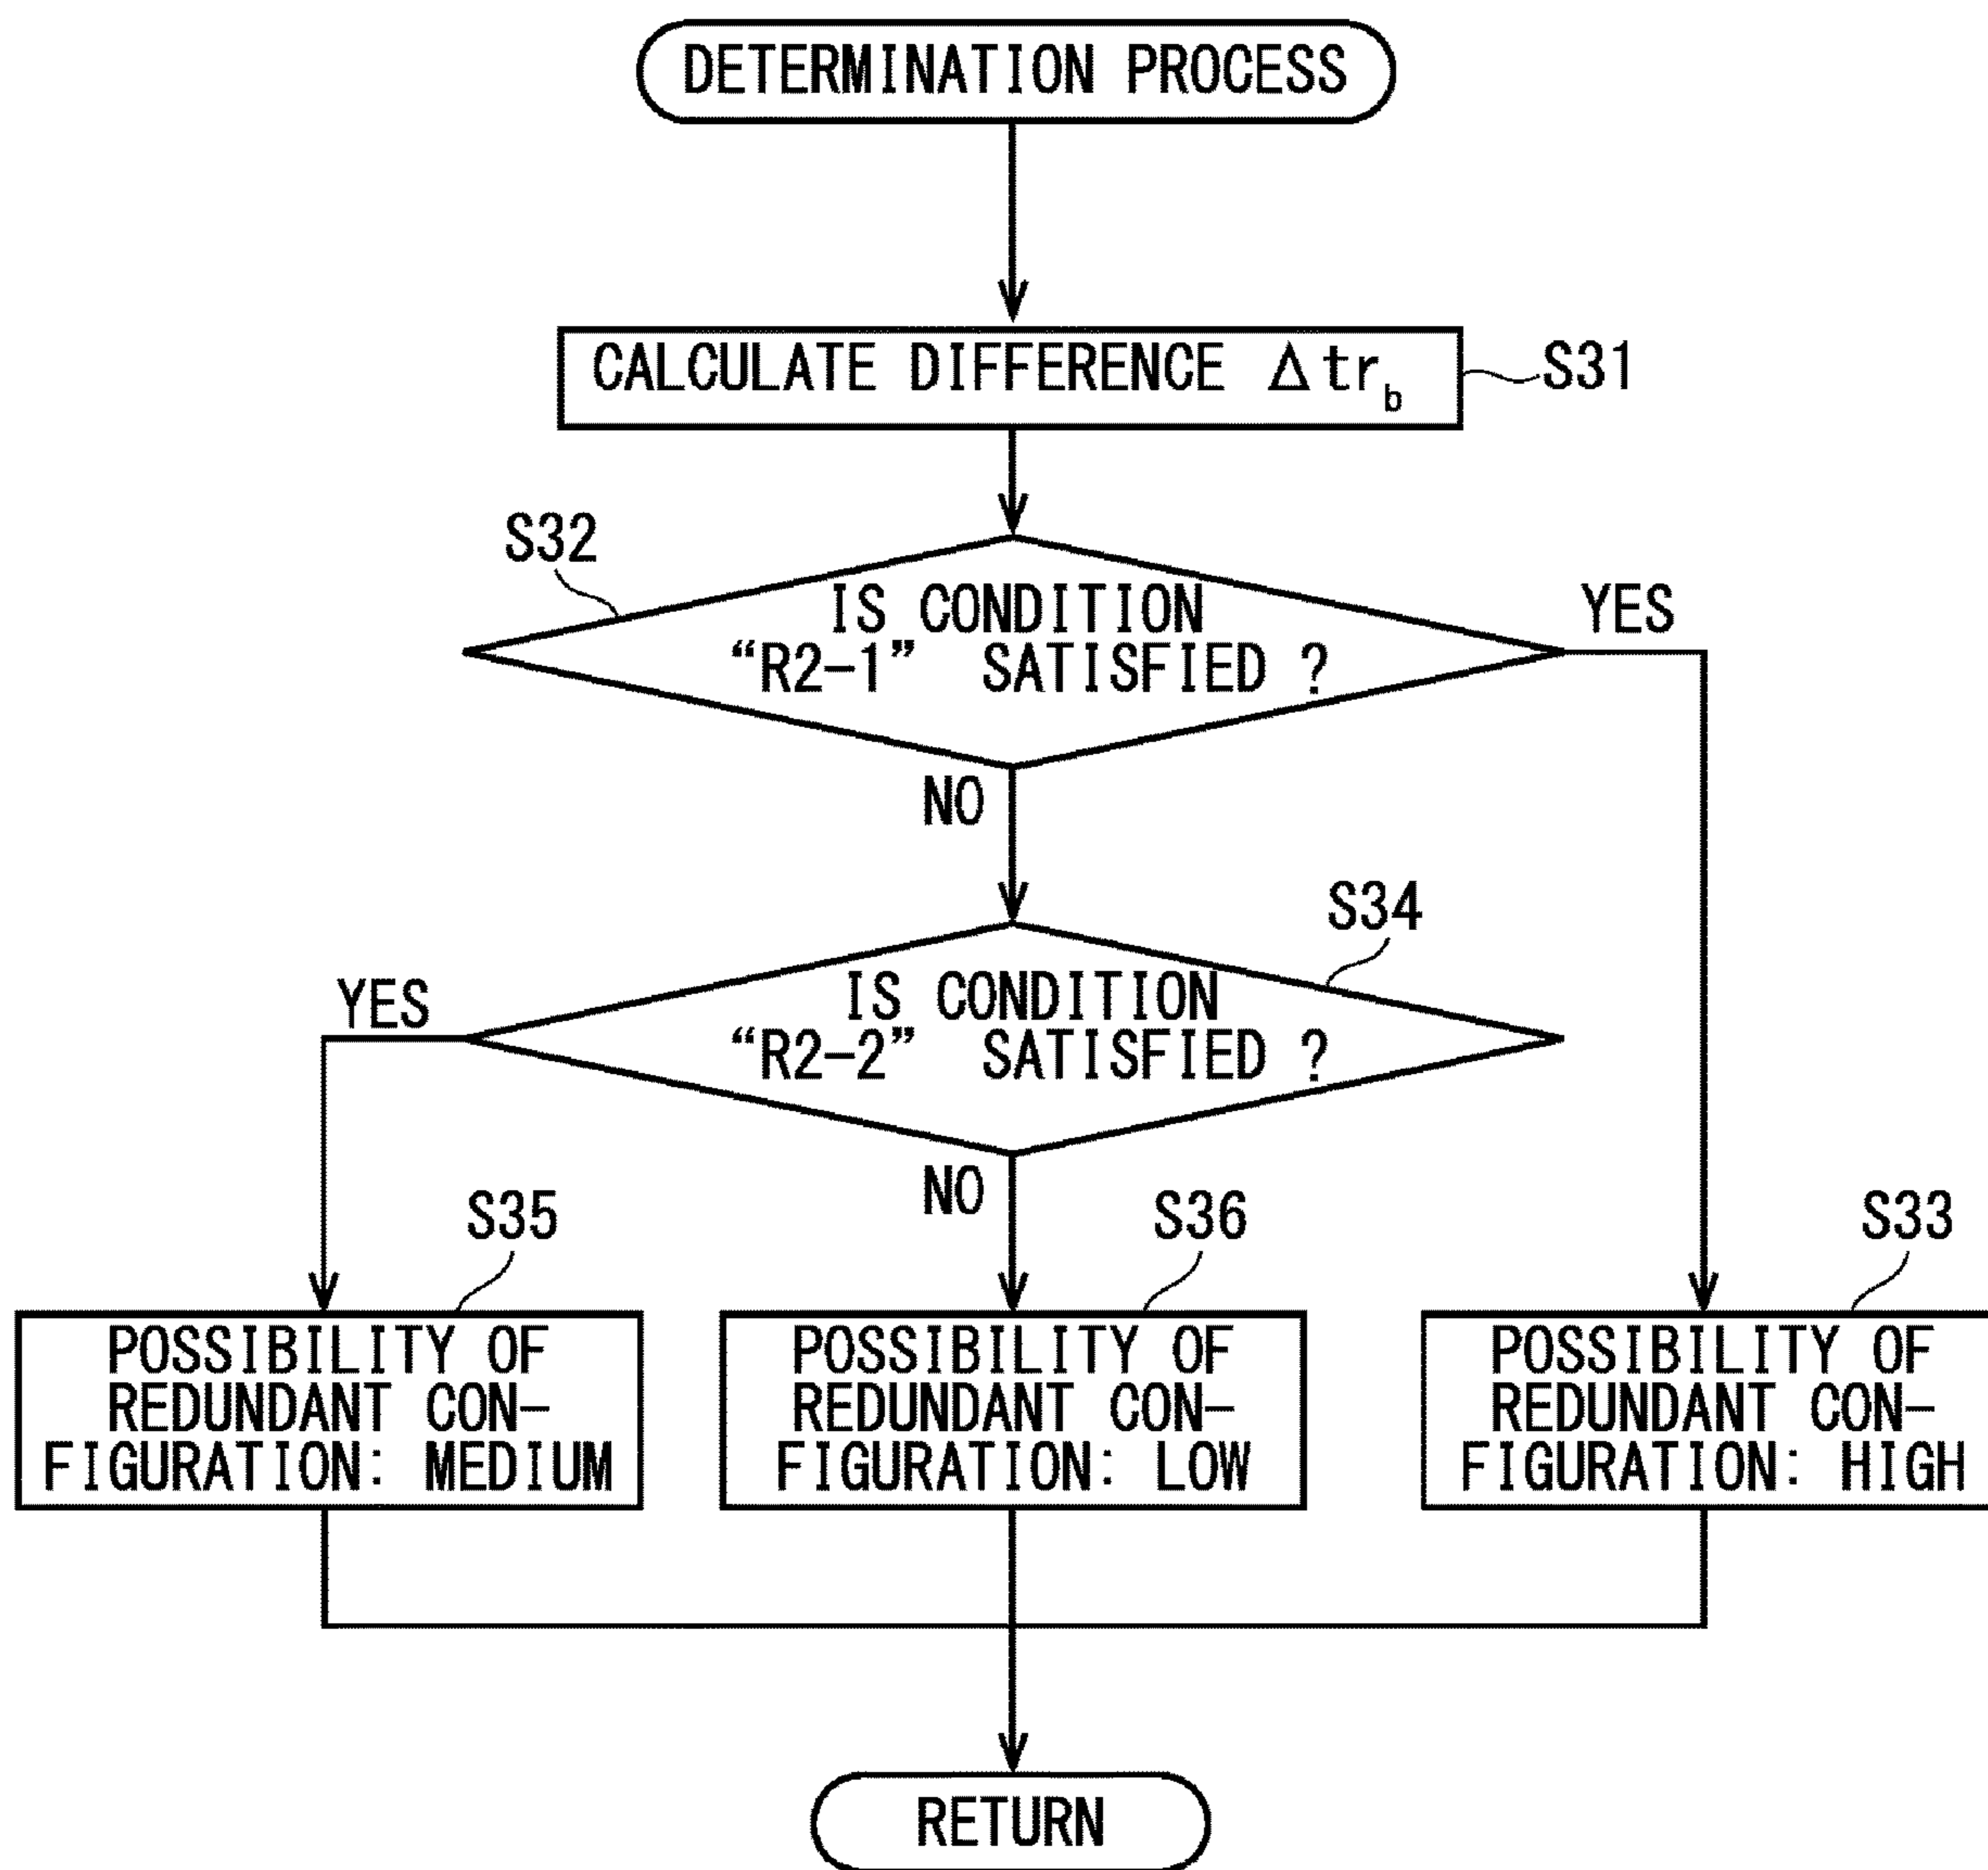 DETERMINATION PROCESS
CALCULATE DIFFERENCE Δtr_b
S31
S32
IS CONDITION
“R2-1” SATISFIED ?
YES
NO
S34
IS CONDITION
“R2-2” SATISFIED ?
YES
NO
S35
POSSIBILITY OF
REDUNDANT CON-
FIGURATION: MEDIUM
S36
POSSIBILITY OF
REDUNDANT CON-
FIGURATION: LOW
S33
POSSIBILITY OF
REDUNDANT CON-
FIGURATION: HIGH
RETURN